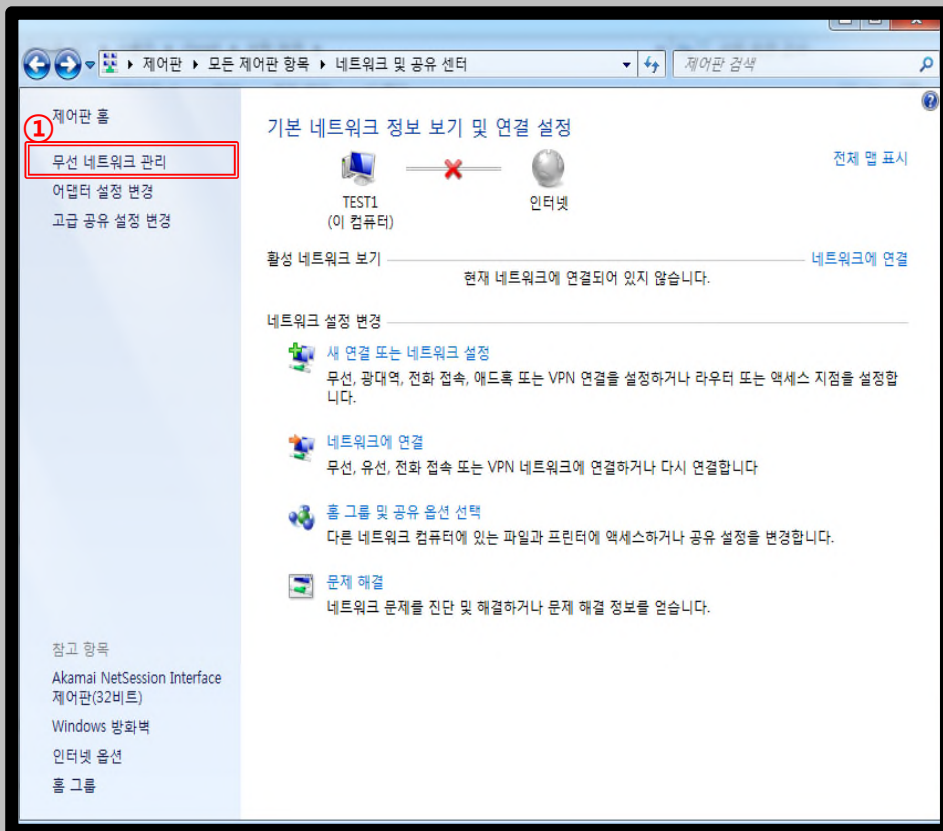 제어판 ▸ 모든 제어판 항목 ▸ 네트워크 및 공유 센터
제어판 검색
제어판 홈
①
무선 네트워크 관리
어댑터 설정 변경
고급 공유 설정 변경
기본 네트워크 정보 보기 및 연결 설정
전체 맵 표시
TEST1
(이 컴퓨터)
인터넷
활성 네트워크 보기
네트워크에 연결
현재 네트워크에 연결되어 있지 않습니다.
네트워크 설정 변경
새 연결 또는 네트워크 설정
무선, 광대역, 전화 접속, 애드혹 또는 VPN 연결을 설정하거나 라우터 또는 액세스 지점을 설정합
니다.
네트워크에 연결
무선, 유선, 전화 접속 또는 VPN 네트워크에 연결하거나 다시 연결합니다
홈 그룹 및 공유 옵션 선택
다른 네트워크 컴퓨터에 있는 파일과 프린터에 액세스하거나 공유 설정을 변경합니다.
문제 해결
네트워크 문제를 진단 및 해결하거나 문제 해결 정보를 얻습니다.
참고 항목
Akamai NetSession Interface
제어판(32비트)
Windows 방화벽
인터넷 옵션
홈 그룹